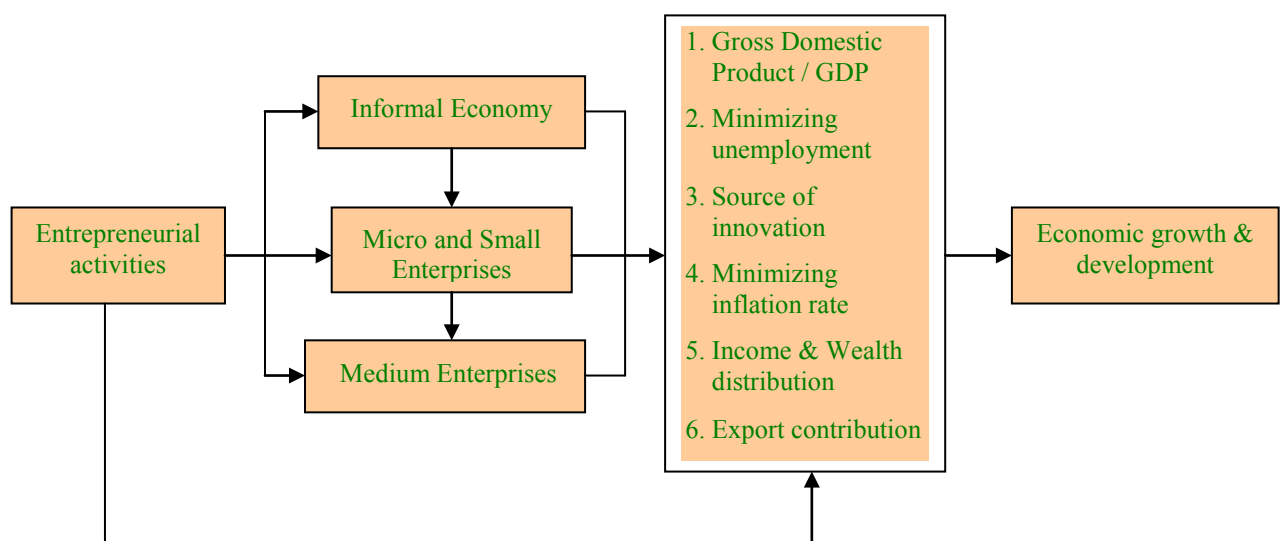 Entrepreneurial
activities
Informal Economy
Micro and Small
Enterprises
Medium Enterprises
1. Gross Domestic
Product / GDP
2. Minimizing
unemployment
3. Source of
innovation
4. Minimizing
inflation rate
5. Income & Wealth
distribution
6. Export contribution
Economic growth &
development